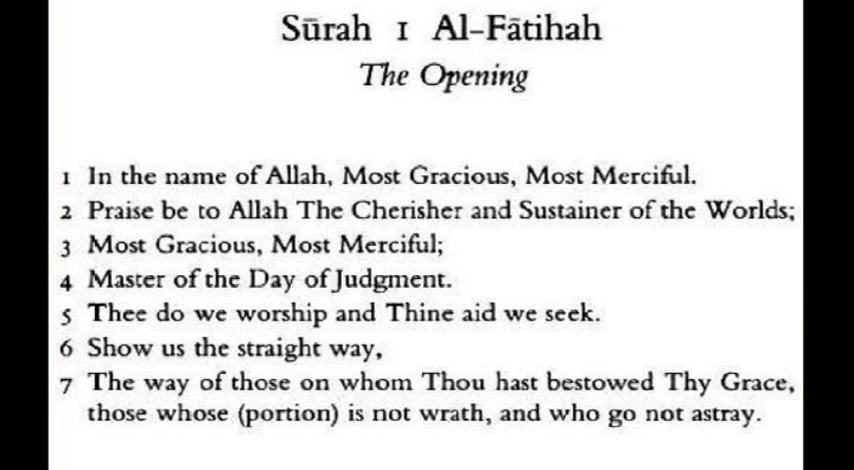 Sūrah 1 Al-Fātihah
The Opening
1 In the name of Allah, Most Gracious, Most Merciful.
2 Praise be to Allah The Cherisher and Sustainer of the Worlds;
3 Most Gracious, Most Merciful;
4 Master of the Day of Judgment.
5 Thee do we worship and Thine aid we seek.
6 Show us the straight way,
7 The way of those on whom Thou hast bestowed Thy Grace,
those whose (portion) is not wrath, and who go not astray.